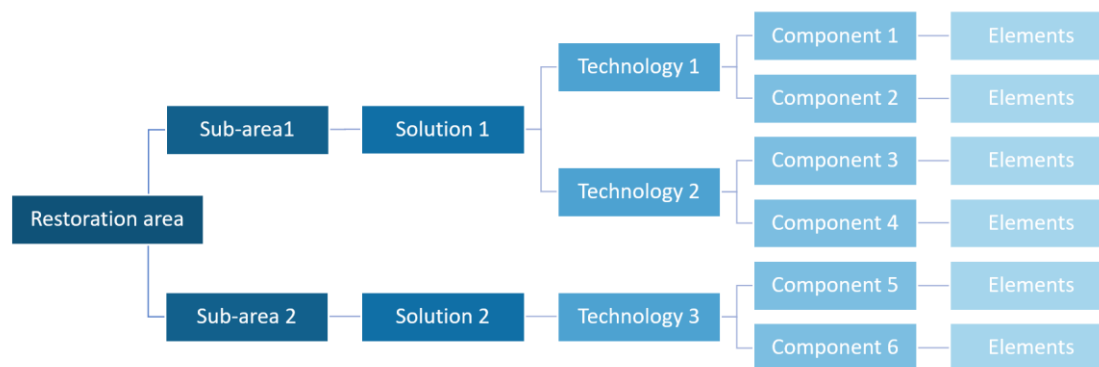 Restoration area
Sub-area1
Solution 1
Technology 1
Component 1
Elements
Component 2
Elements
Technology 2
Component 3
Elements
Component 4
Elements
Sub-area 2
Solution 2
Technology 3
Component 5
Elements
Component 6
Elements